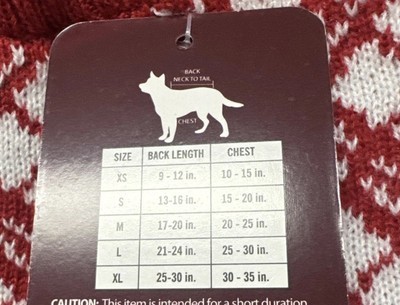 BACK
NECK TO TAIL
CHEST
SIZE BACK LENGTH CHEST
XS 9 - 12 in. 10 - 15 in.
S 13-16 in. 15 - 20 in.
M 17-20 in. 20 - 25 in.
L 21-24 in. 25 - 30 in.
XL 25-30 in. 30 - 35 in.
CAUTION: This item is intended for a short duration